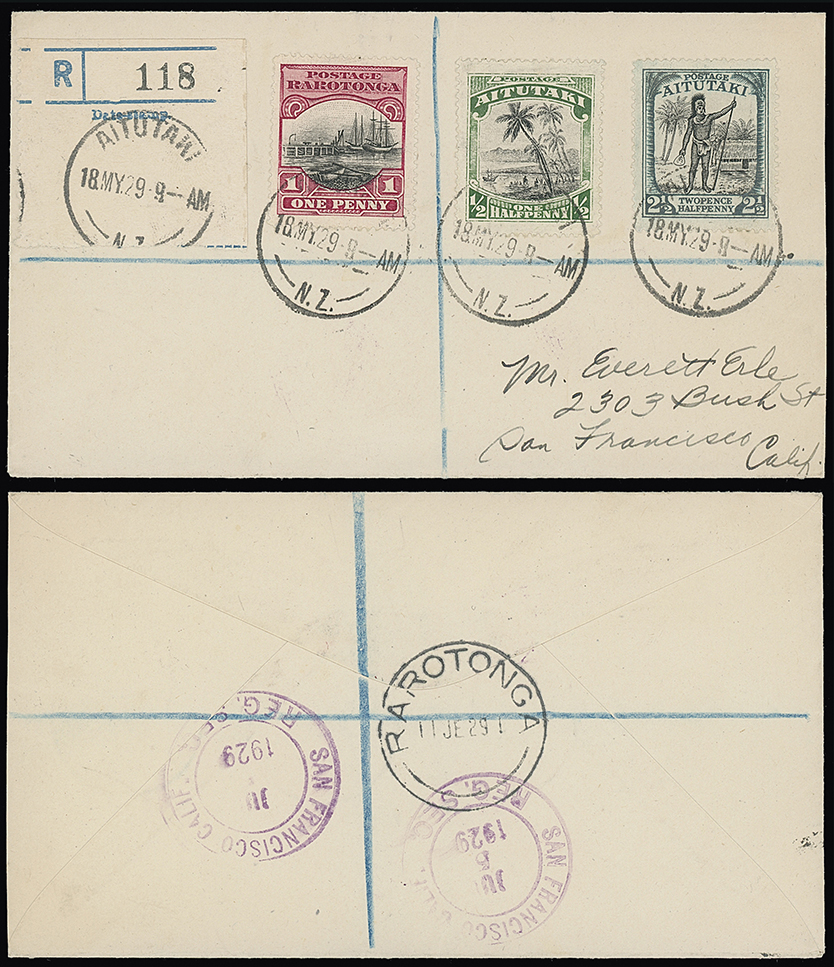 R 118
AITUTAKI
18.MY.29-9-AM
N.Z.
POSTAGE
RAROTONGA
1 1
ONE PENNY
18.MY.29-9-AM
N.Z.
POSTAGE
AITUTAKI
½ HALFPENNY ½
18.MY.29-9-AM
N.Z.
POSTAGE
AITUTAKI
2½ TWOPENCE 2½
HALFPENNY
18.MY.29-9-AM
N.Z.
Mr. Everett Erle
2303 Bush St
San Francisco
Calif.
RAROTONGA
11 JE 29
SAN FRANCISCO CALIF.
REG. SEC.
1929
SAN FRANCISCO CALIF.
REG. SEC.
5
1929